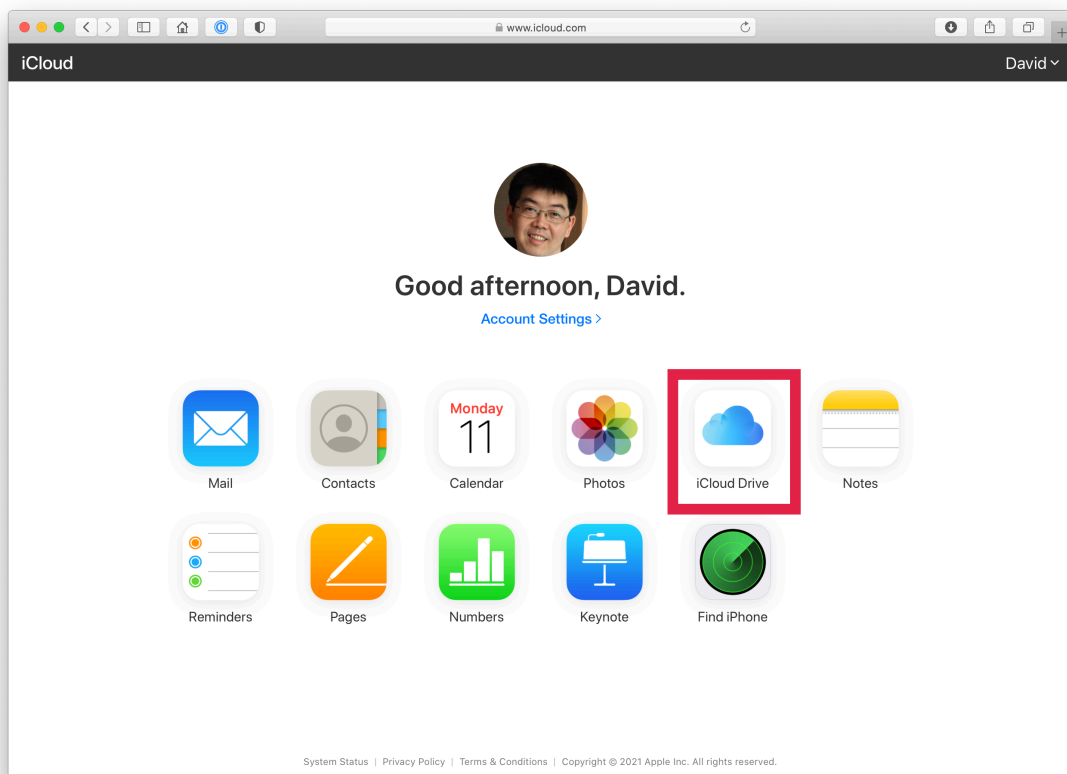 www.icloud.com
iCloud
David
Good afternoon, David.
Account Settings >
Monday
11
Mail
Contacts
Calendar
Photos
iCloud Drive
Notes
Reminders
Pages
Numbers
Keynote
Find iPhone
System Status | Privacy Policy | Terms & Conditions | Copyright © 2021 Apple Inc. All rights reserved.